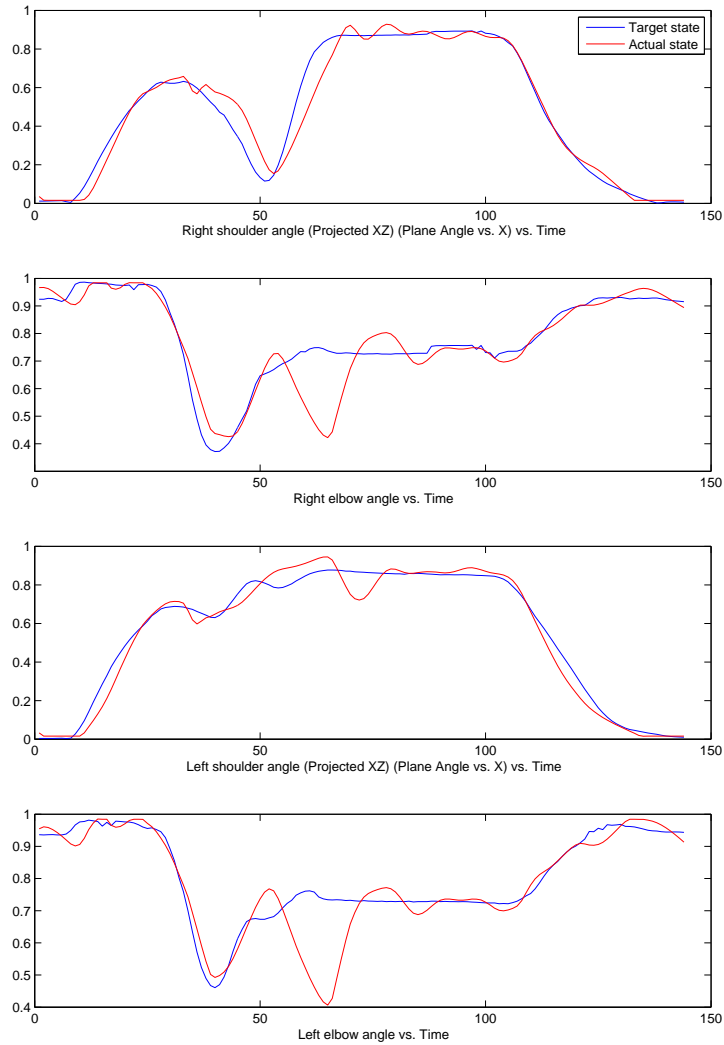 1
0.8
0.6
0.4
0.2
0
0 50 100 150
Target state
Actual state
Right shoulder angle (Projected XZ) (Plane Angle vs. X) vs. Time
1
0.9
0.8
0.7
0.6
0.5
0.4
0 50 100 150
Right elbow angle vs. Time
1
0.8
0.6
0.4
0.2
0
0 50 100 150
Left shoulder angle (Projected XZ) (Plane Angle vs. X) vs. Time
1
0.9
0.8
0.7
0.6
0.5
0.4
0 50 100 150
Left elbow angle vs. Time